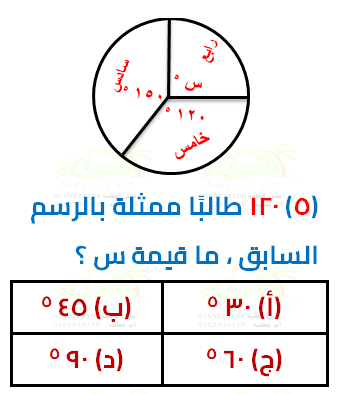 رابع
سادس
س °
١٥٠ °
١٢٠ °
خامس
(٥) ١٢٠ طالبًا ممثلة بالرسم
السابق ، ما قيمة س ؟
(أ) ٣٠ ° (ب) ٤٥ °
(ج) ٦٠ ° (د) ٩٠ °